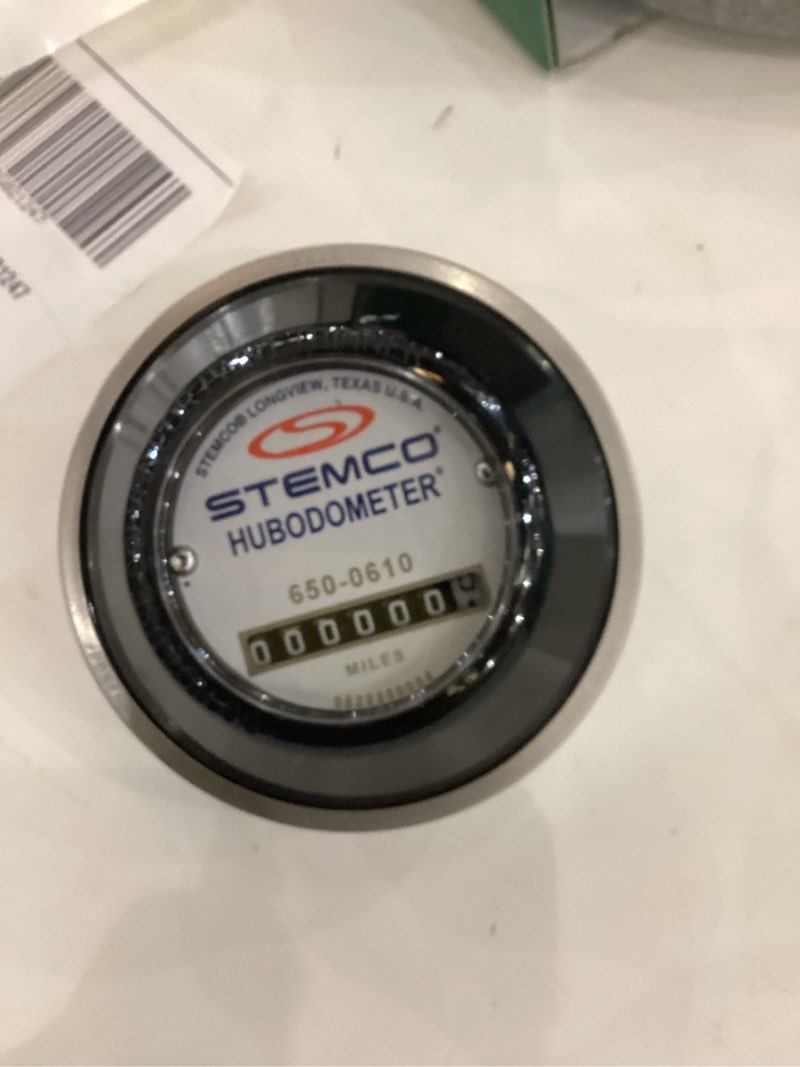 STEMCO® LONGVIEW, TEXAS U.S.A.
STEMCO®
HUBODOMETER®
650-0610
000000
MILES